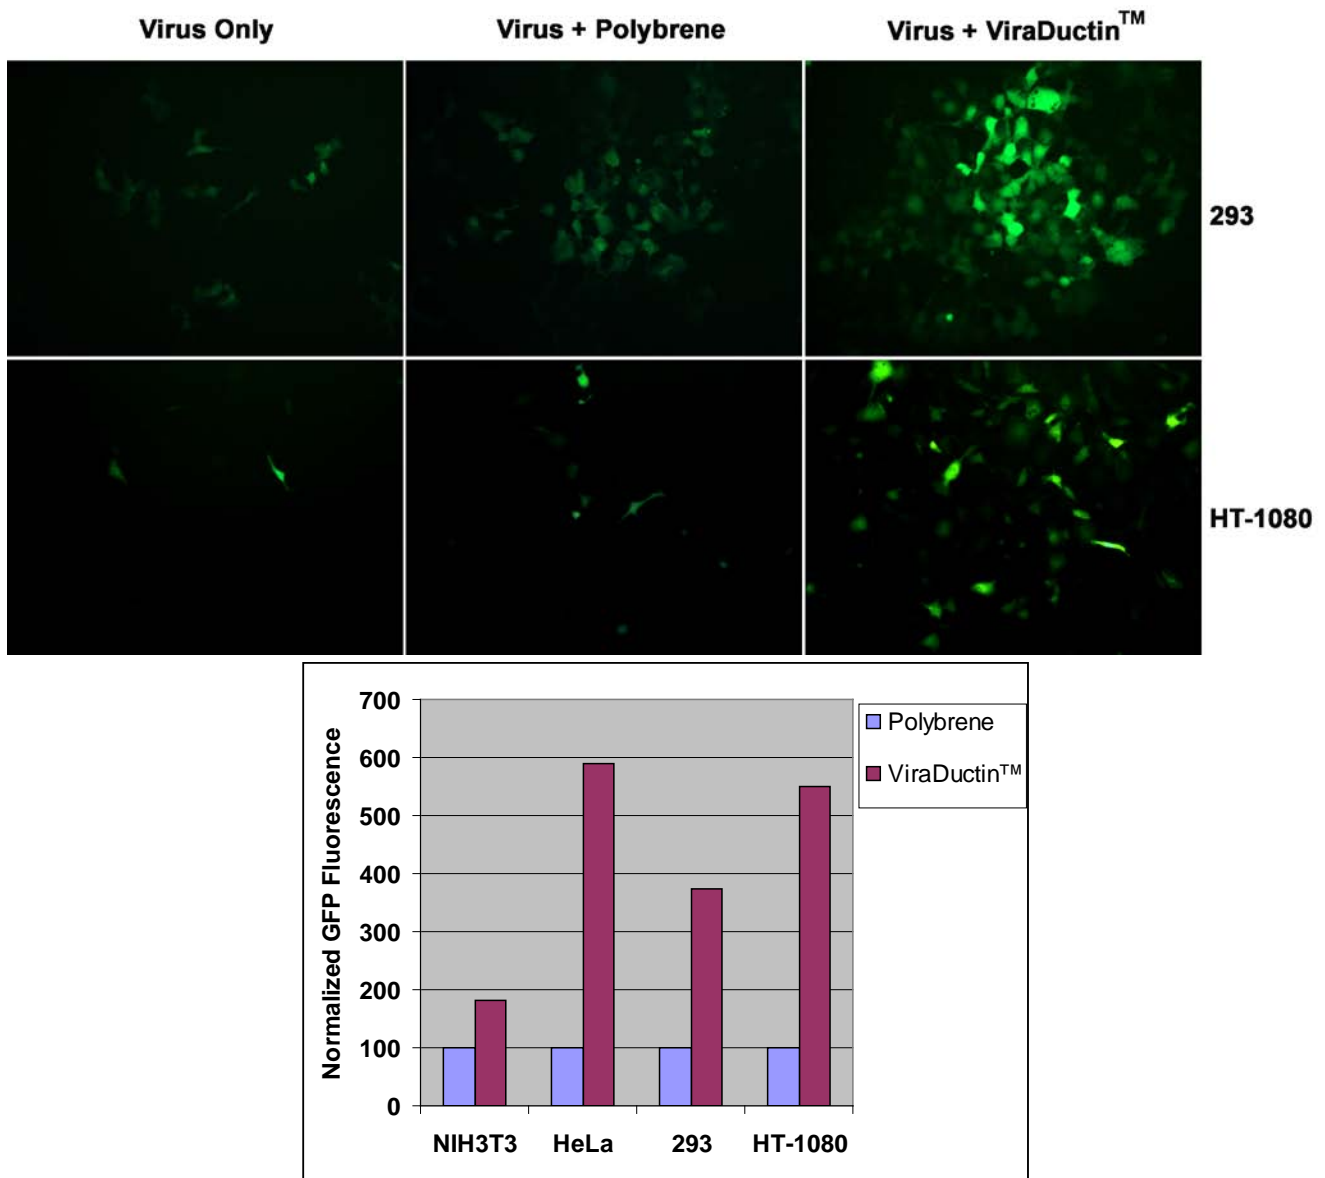 Virus Only
Virus + Polybrene
Virus + ViraDuctin™
293
HT-1080
Normalized GFP Fluorescence
700
600
500
400
300
200
100
0
NIH3T3
HeLa
293
HT-1080
Polybrene
ViraDuctin™